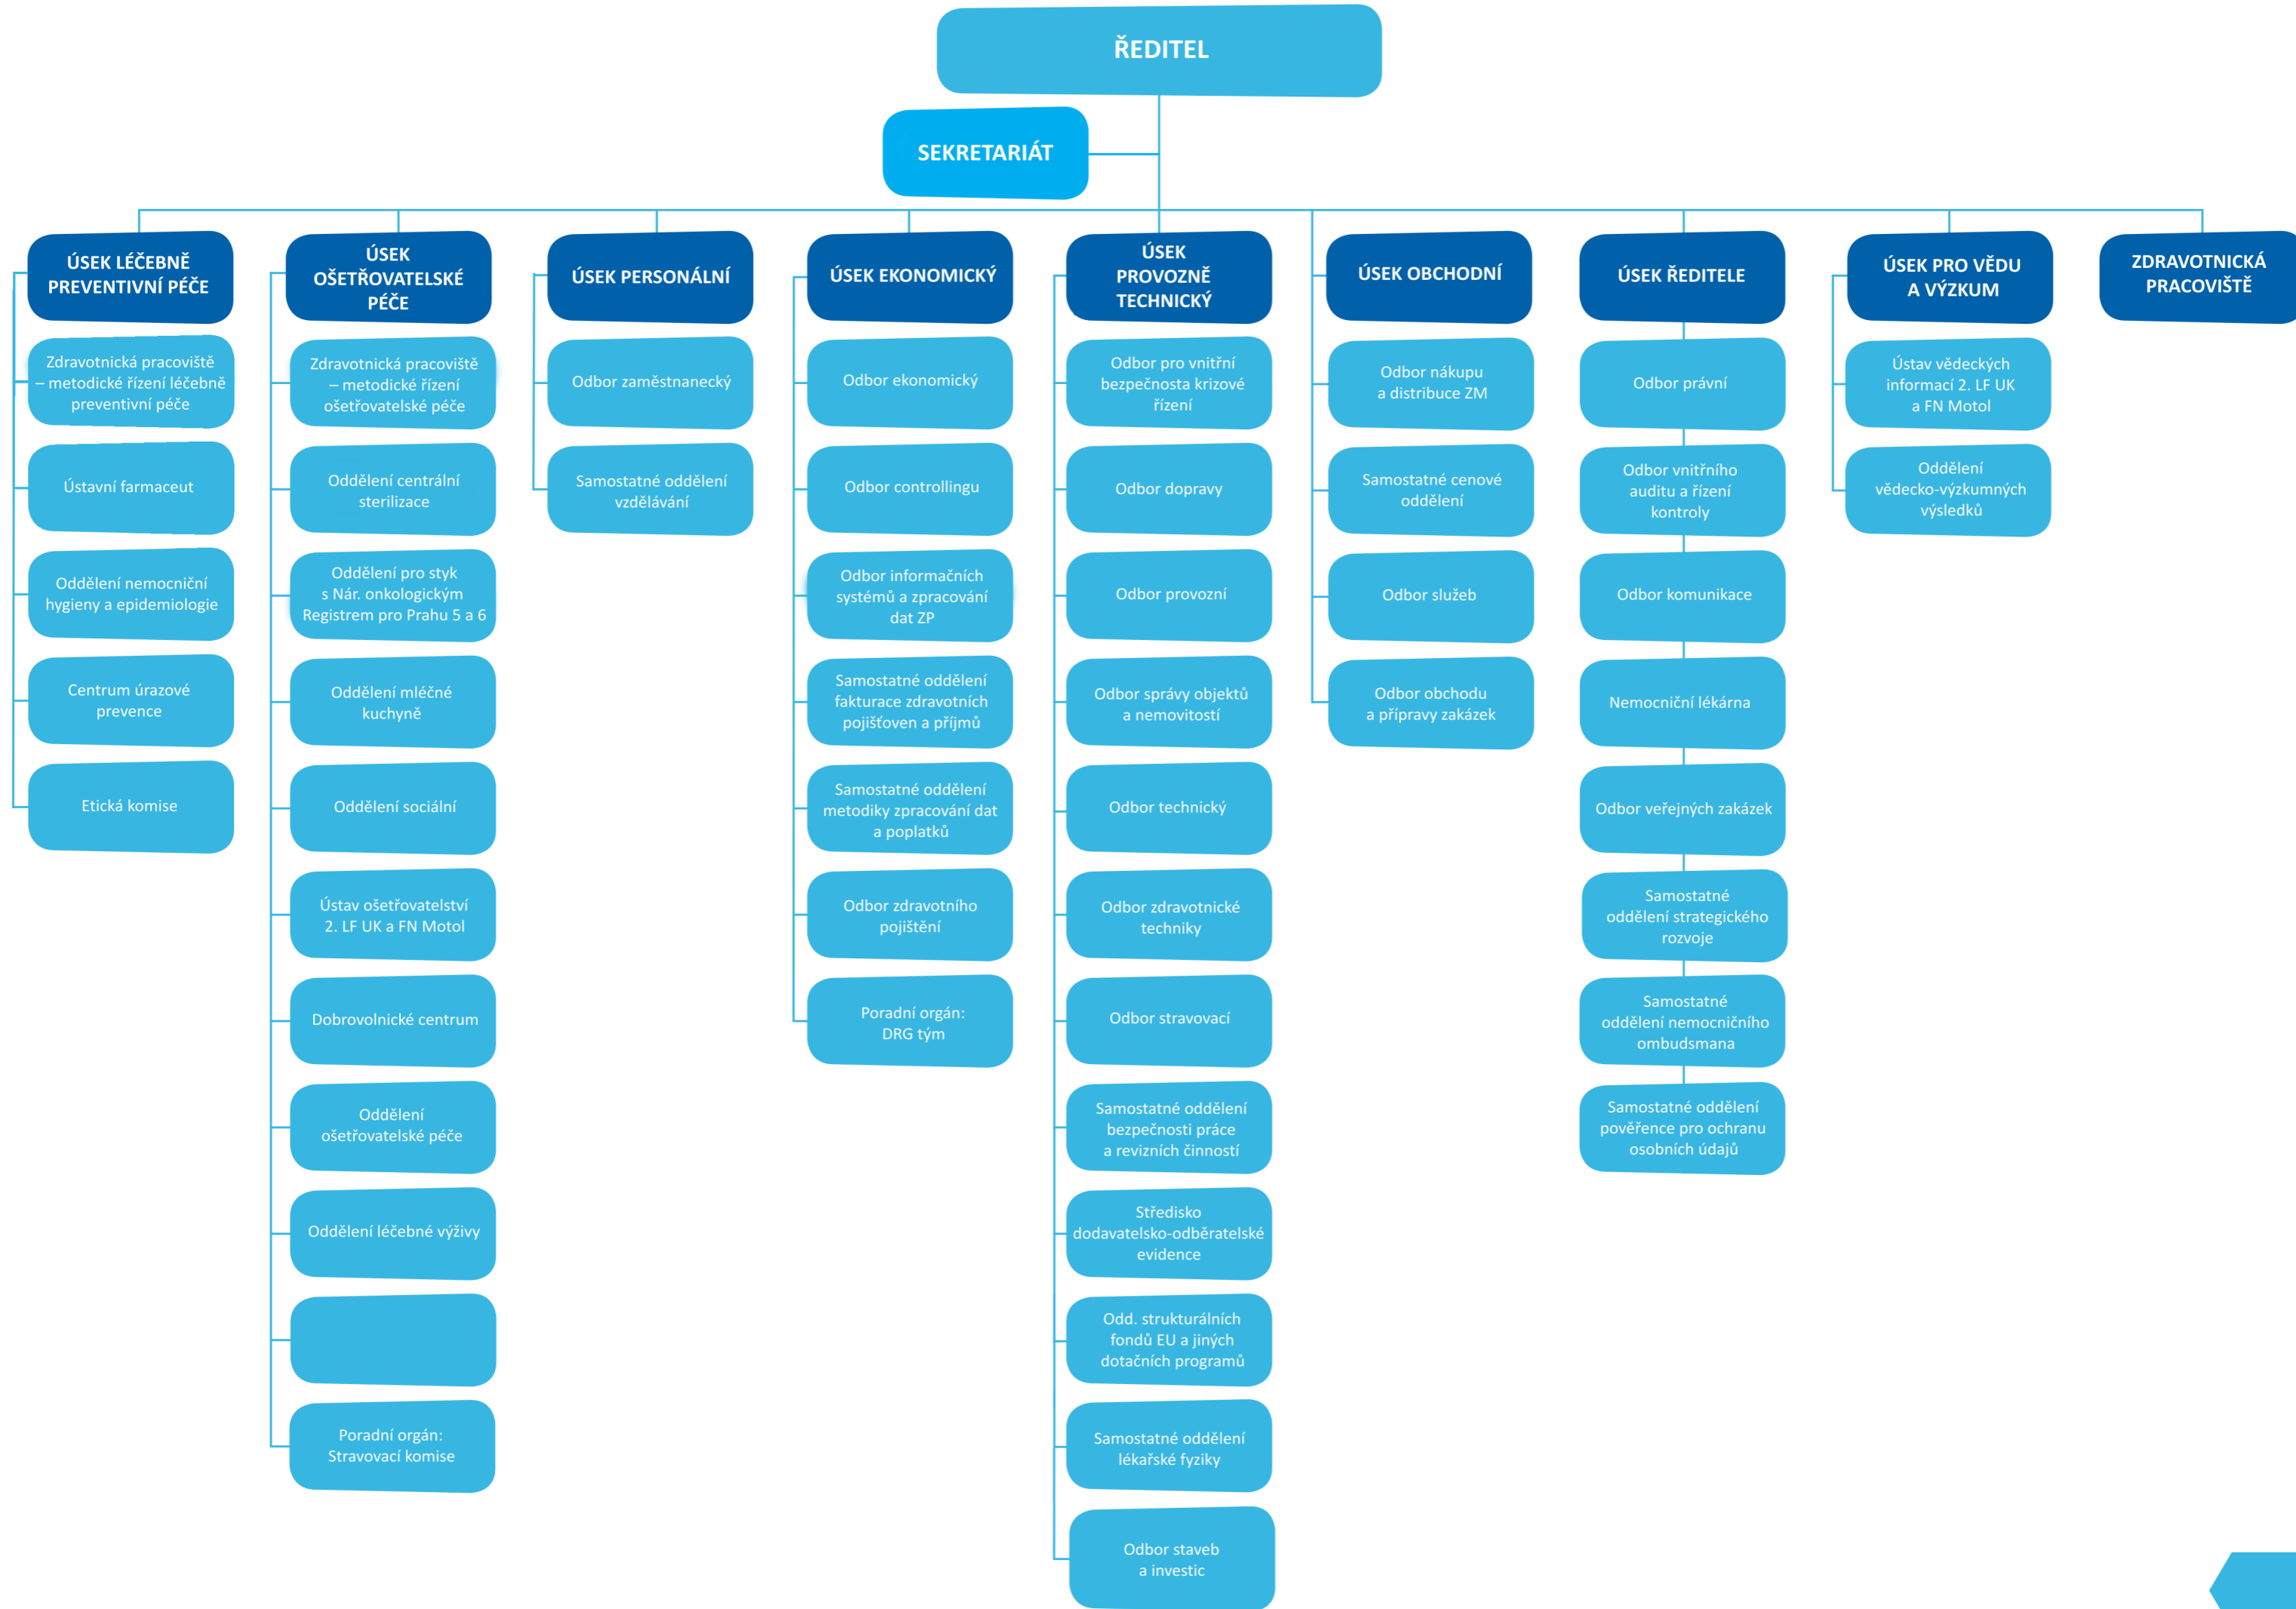 ŘEDITEL
SEKRETARIÁT
ÚSEK LÉČEBNĚ
PREVENTIVNÍ PÉČE
Zdravotnická pracoviště
– metodické řízení léčebně
preventivní péče
Ústavní farmaceut
Oddělení nemocniční
hygieny a epidemiologie
Centrum úrazové
prevence
Etická komise
ÚSEK
OŠETŘOVATELSKÉ
PÉČE
Zdravotnická pracoviště
– metodické řízení
ošetřovatelské péče
Oddělení centrální
sterilizace
Oddělení pro styk
s Nár. onkologickým
Registrem pro Prahu 5 a 6
Oddělení mléčné
kuchyně
Oddělení sociální
Ústav ošetřovatelství
2. LF UK a FN Motol
Dobrovolnické centrum
Oddělení
ošetřovatelské péče
Oddělení léčebné výživy
Poradní orgán:
Stravovací komise
ÚSEK PERSONÁLNÍ
Odbor zaměstnanecký
Samostatné oddělení
vzdělávání
ÚSEK EKONOMICKÝ
Odbor ekonomický
Odbor controllingu
Odbor informačních
systémů a zpracování
dat ZP
Samostatné oddělení
fakturace zdravotních
pojišťoven a příjmů
Samostatné oddělení
metodiky zpracování dat
a poplatků
Odbor zdravotního
pojištění
Poradní orgán:
DRG tým
ÚSEK
PROVOZNĚ
TECHNICKÝ
Odbor pro vnitřní
bezpečnosta krizové
řízení
Odbor dopravy
Odbor provozní
Odbor správy objektů
a nemovitostí
Odbor technický
Odbor zdravotnické
techniky
Odbor stravovací
Samostatné oddělení
bezpečnosti práce
a revizních činností
Středisko
dodavatelsko-odběratelské
evidence
Odd. strukturálních
fondů EU a jiných
dotačních programů
Samostatné oddělení
lékařské fyziky
Odbor staveb
a investic
ÚSEK OBCHODNÍ
Odbor nákupu
a distribuce ZM
Samostatné cenové
oddělení
Odbor služeb
Odbor obchodu
a přípravy zakázek
ÚSEK ŘEDITELE
Odbor právní
Odbor vnitřního
auditu a řízení
kontroly
Odbor komunikace
Nemocniční lékárna
Odbor veřejných zakázek
Samostatné
oddělení strategického
rozvoje
Samostatné
oddělení nemocničního
ombudsmana
Samostatné oddělení
pověřence pro ochranu
osobních údajů
ÚSEK PRO VĚDU
A VÝZKUM
Ústav vědeckých
informací 2. LF UK
a FN Motol
Oddělení
vědecko-výzkumných
výsledků
ZDRAVOTNICKÁ
PRACOVIŠTĚ